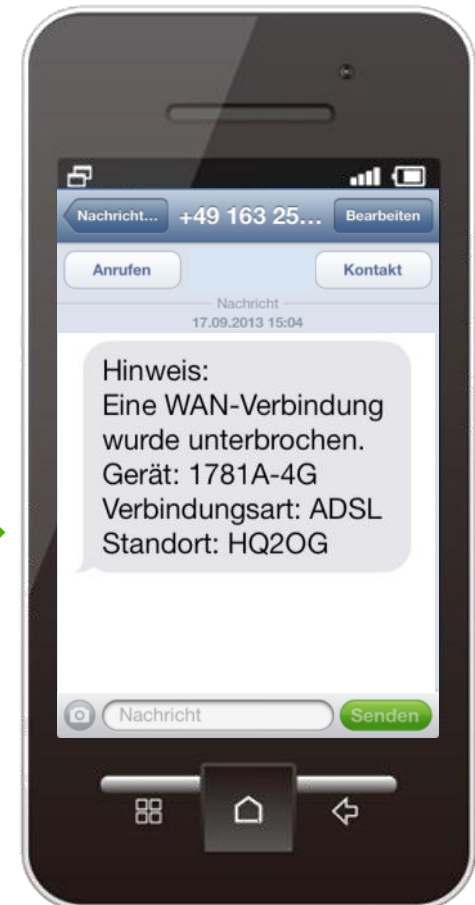 Nachricht... +49 163 25... Bearbeiten
Anrufen Kontakt
Nachricht
17.09.2013 15:04
Hinweis:
Eine WAN-Verbindung
wurde unterbrochen.
Gerät: 1781A-4G
Verbindungsart: ADSL
Standort: HQ2OG
Nachricht Senden